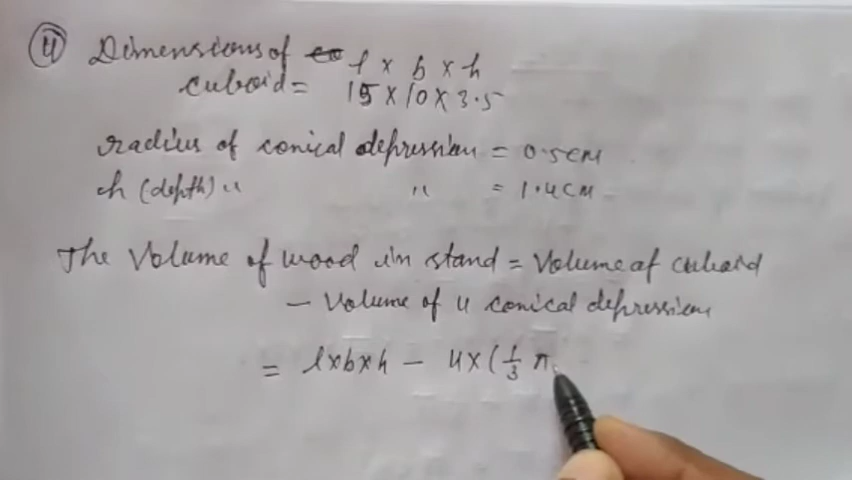 ④ Dimensions of l × b × h
cuboid = 15 × 10 × 3.5
radius of conical depression = 0.5cm
h (depth) " " = 1.4cm
The Volume of wood in stand = Volume of cuboid
- Volume of 4 conical depression
= l×b×h - 4×(1/3 π